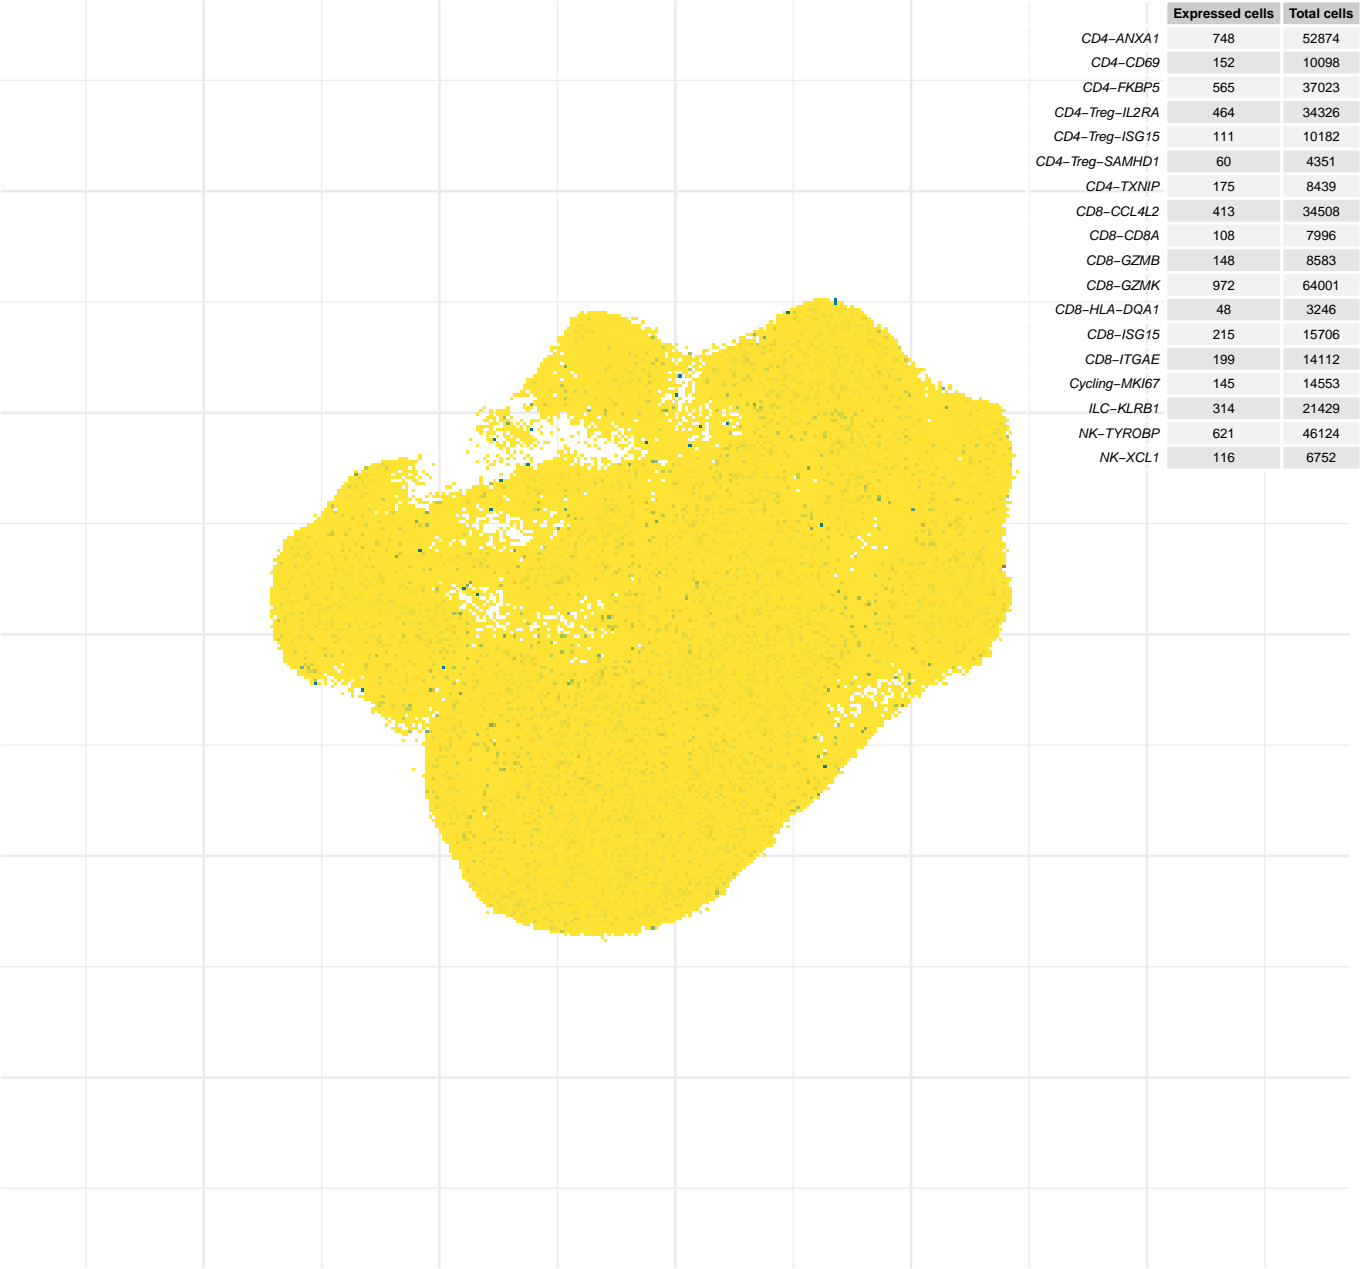 Expressed cells Total cells
CD4−ANXA1 748 52874
CD4−CD69 152 10098
CD4−FKBP5 565 37023
CD4−Treg−IL2RA 464 34326
CD4−Treg−ISG15 111 10182
CD4−Treg−SAMHD1 60 4351
CD4−TXNIP 175 8439
CD8−CCL4L2 413 34508
CD8−CD8A 108 7996
CD8−GZMB 148 8583
CD8−GZMK 972 64001
CD8−HLA−DQA1 48 3246
CD8−ISG15 215 15706
CD8−ITGAE 199 14112
Cycling−MKI67 145 14553
ILC−KLRB1 314 21429
NK−TYROBP 621 46124
NK−XCL1 116 6752